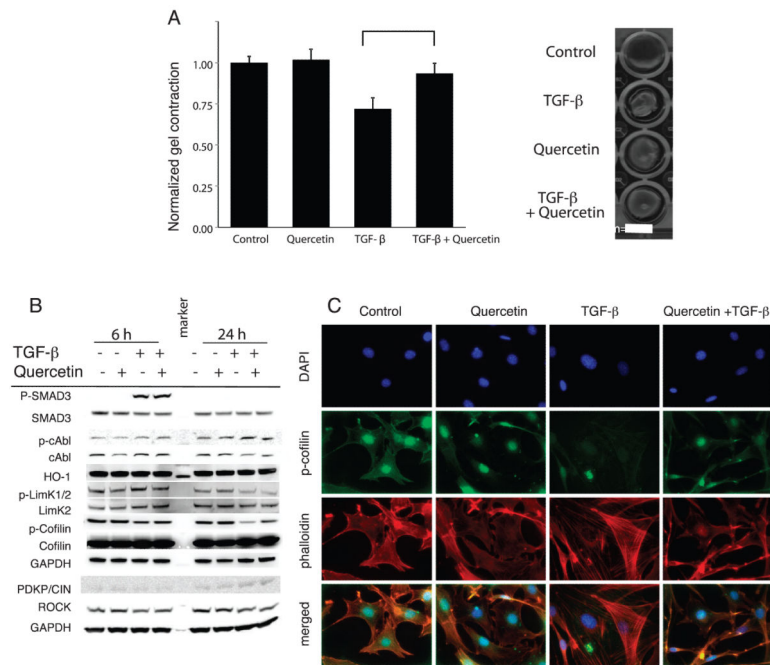 A
Normalized gel contraction
1.00
0.75
0.50
0.25
0.00
Control Quercetin TGF- β TGF-β + Quercetin
Control
TGF-β
Quercetin
TGF-β
+ Quercetin
B
marker
6 h 24 h
TGF-β - - + + - - + +
Quercetin - + - + - + - +
P-SMAD3
SMAD3
p-cAbl
cAbl
HO-1
p-LimK1/2
LimK2
p-Cofilin
Cofilin
GAPDH
PDKP/CIN
ROCK
GAPDH
C
Control Quercetin TGF-β Quercetin +TGF-β
DAPI
p-cofilin
phalloidin
merged